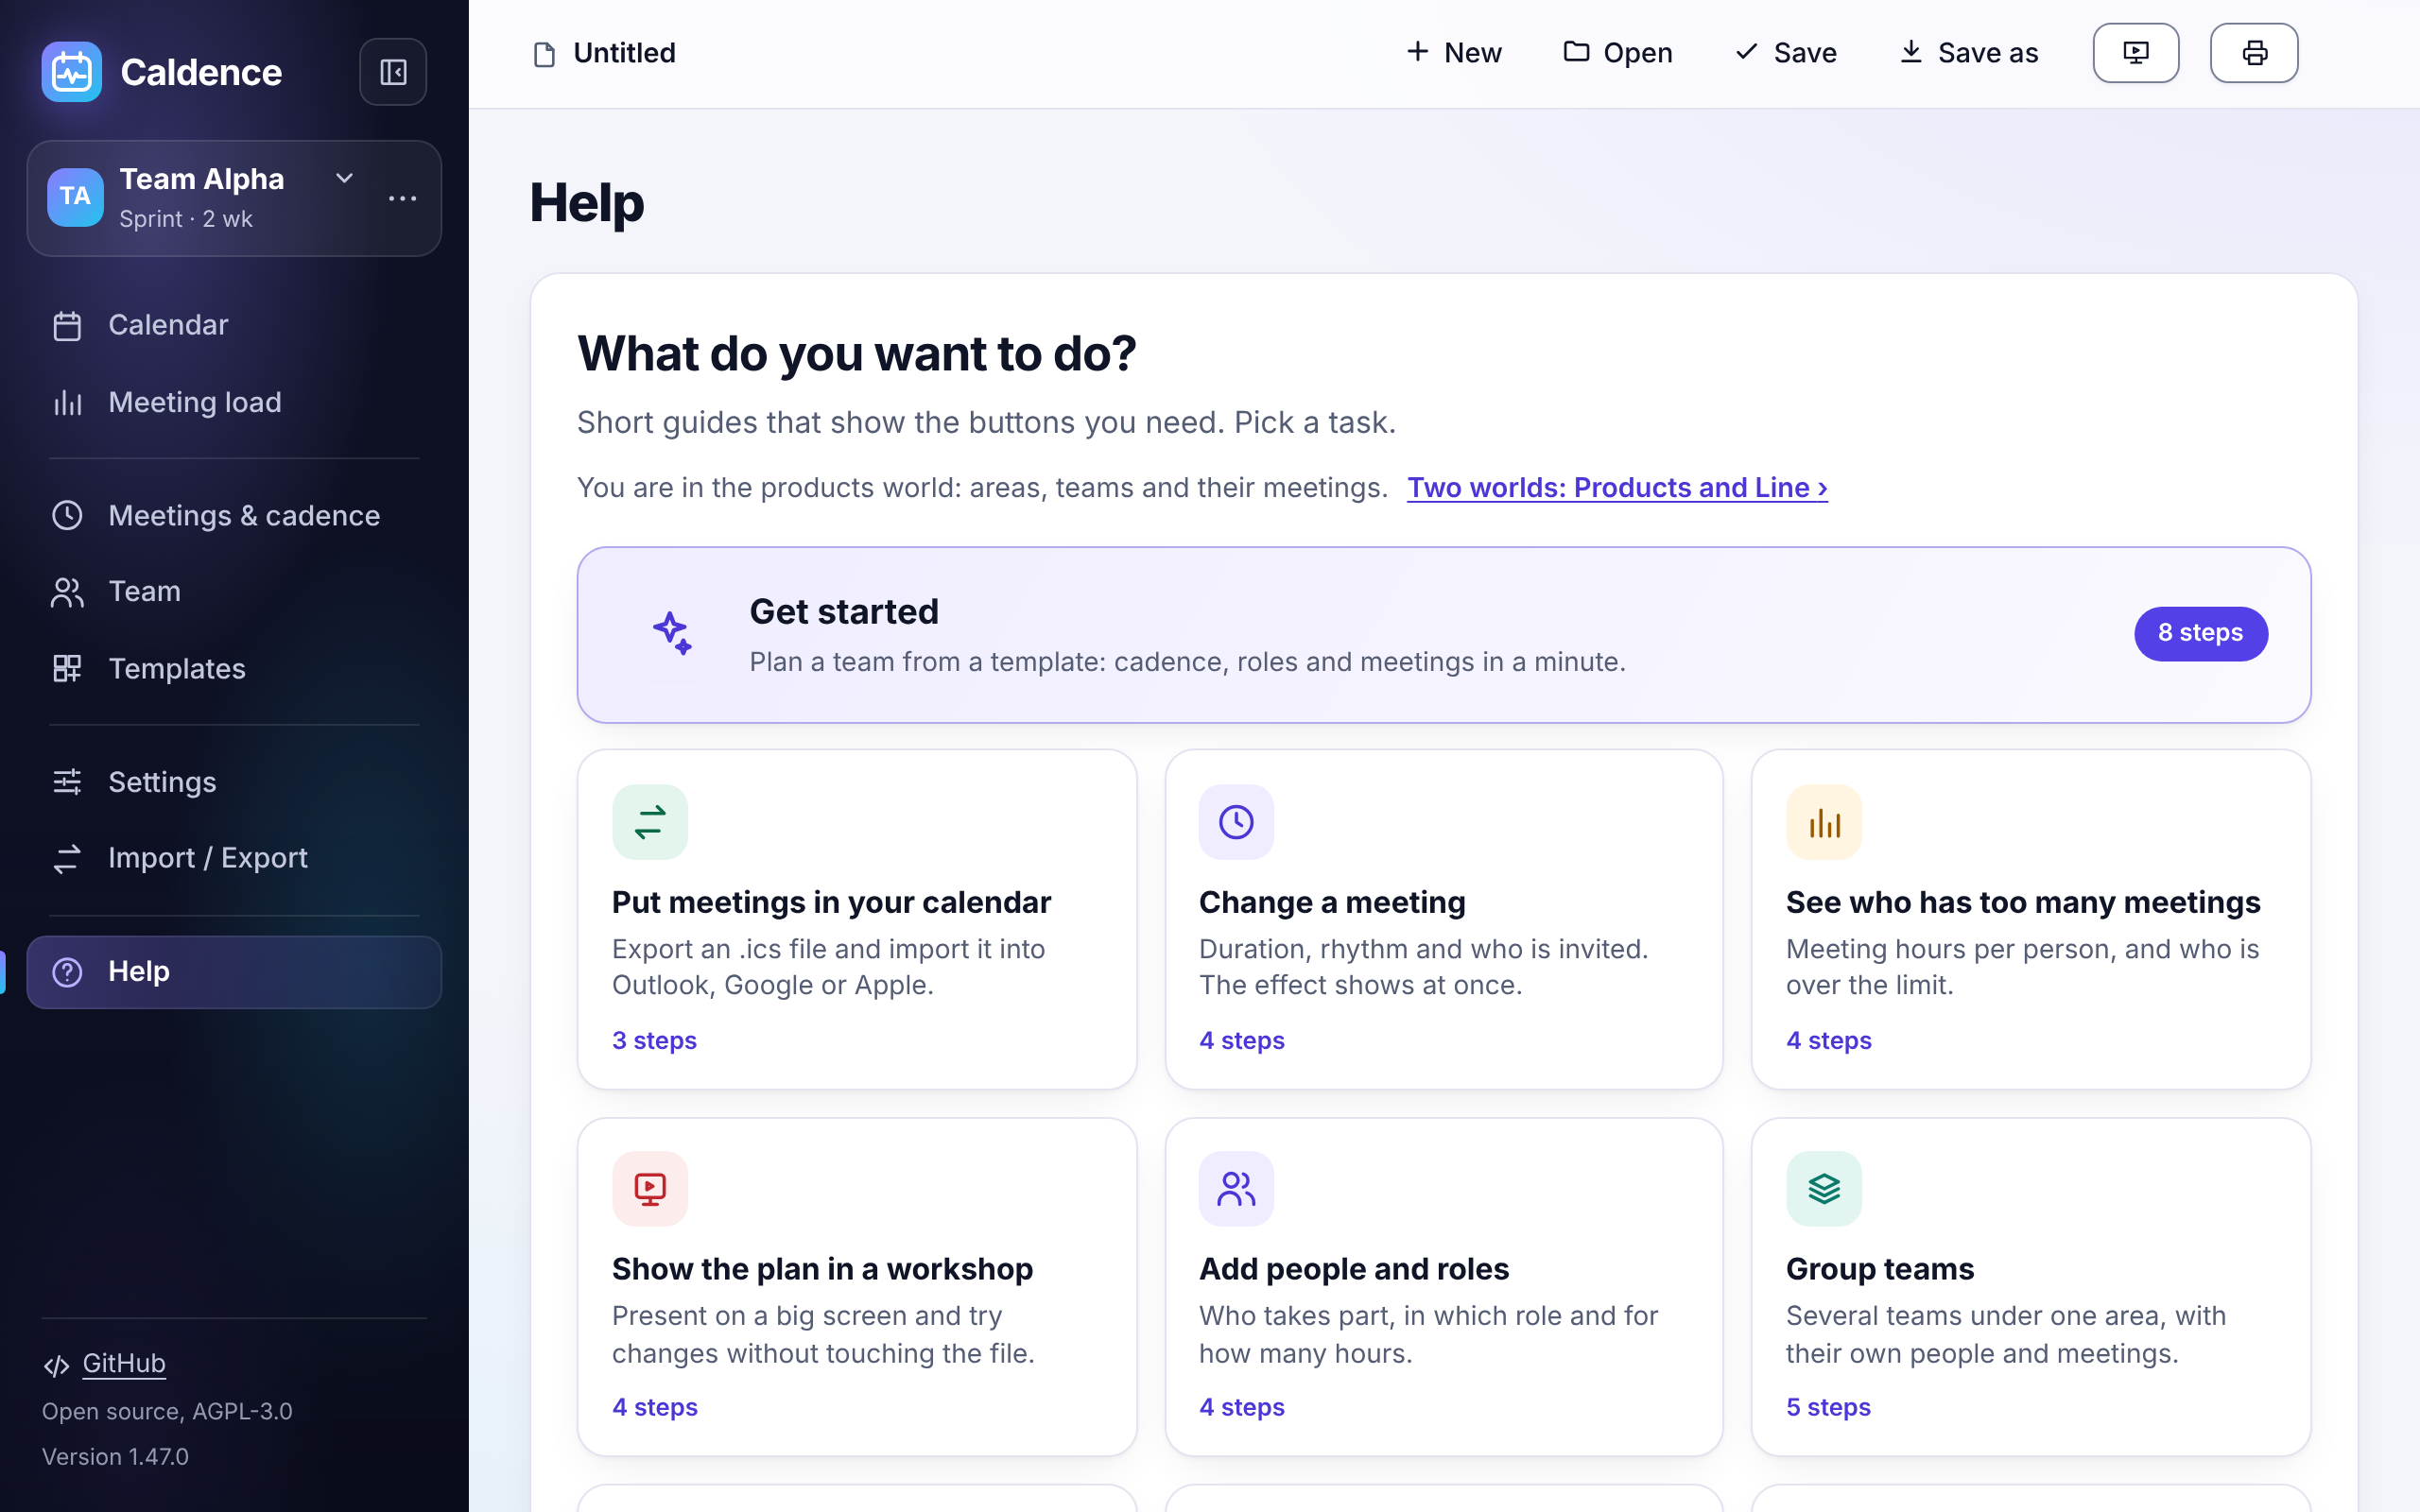 Caldence
TA
Team Alpha
Sprint · 2 wk
Calendar
Meeting load
Meetings & cadence
Team
Templates
Settings
Import / Export
Help
GitHub
Open source, AGPL-3.0
Version 1.47.0
Untitled
New
Open
Save
Save as
Help
What do you want to do?
Short guides that show the buttons you need. Pick a task.
You are in the products world: areas, teams and their meetings. Two worlds: Products and Line ›
Get started
Plan a team from a template: cadence, roles and meetings in a minute.
8 steps
Put meetings in your calendar
Export an .ics file and import it into
Outlook, Google or Apple.
3 steps
Change a meeting
Duration, rhythm and who is invited.
The effect shows at once.
4 steps
See who has too many meetings
Meeting hours per person, and who is
over the limit.
4 steps
Show the plan in a workshop
Present on a big screen and try
changes without touching the file.
4 steps
Add people and roles
Who takes part, in which role and for
how many hours.
4 steps
Group teams
Several teams under one area, with
their own people and meetings.
5 steps